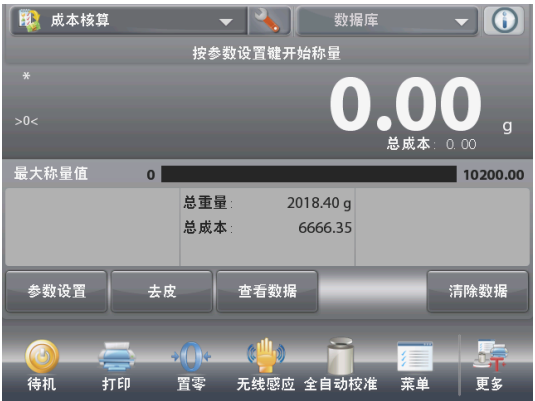 成本核算 数据库
按参数设置键开始称量
*
>0<
0.00 g
总成本: 0.00
最大称量值 0 10200.00
总重量: 2018.40 g
总成本: 6666.35
参数设置 去皮 查看数据 清除数据
待机 打印 置零 无线感应 全自动校准 菜单 更多